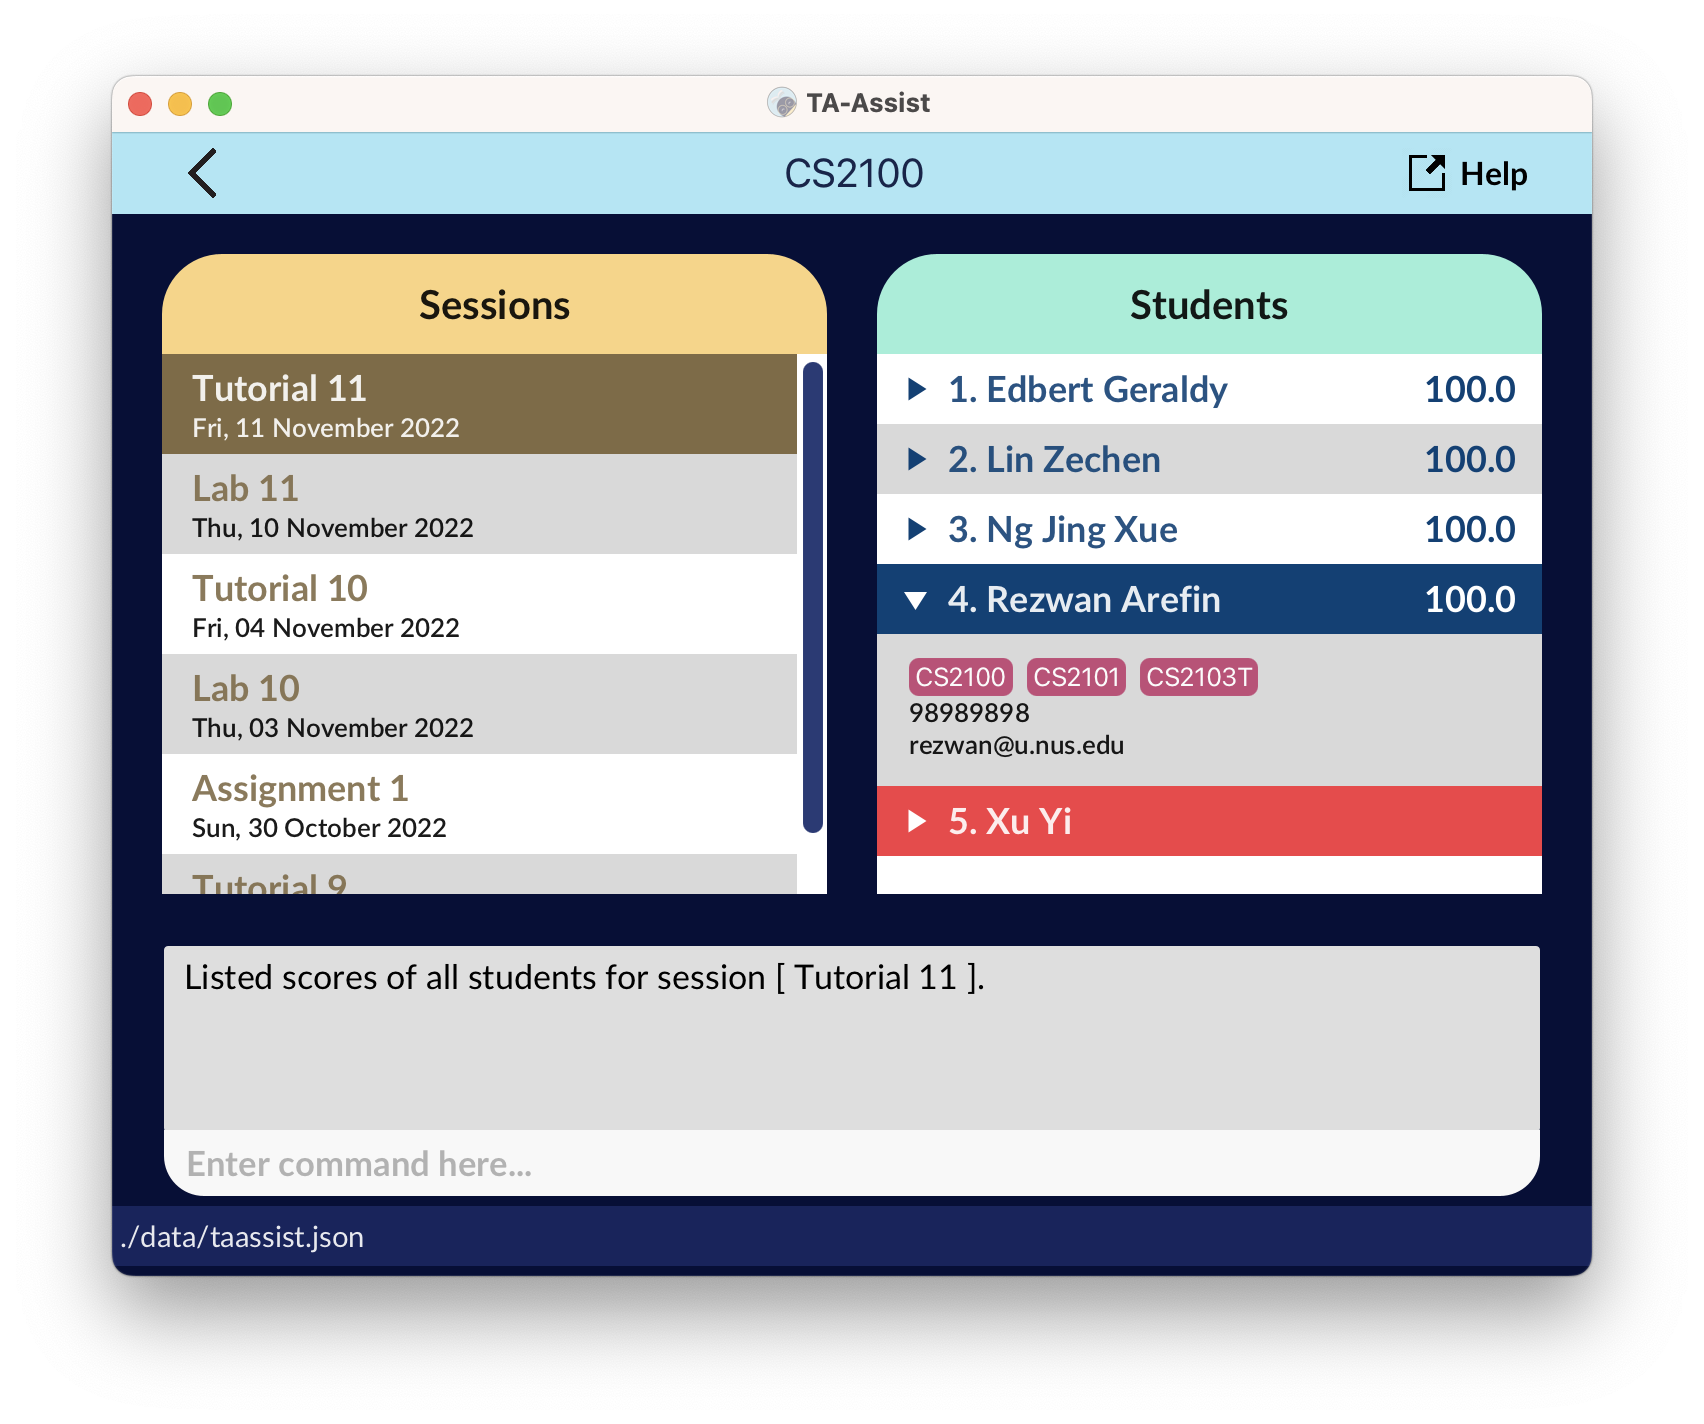 TA-Assist
CS2100
Help
Sessions
Tutorial 11
Fri, 11 November 2022
Lab 11
Thu, 10 November 2022
Tutorial 10
Fri, 04 November 2022
Lab 10
Thu, 03 November 2022
Assignment 1
Sun, 30 October 2022
Tutorial 9
Students
1. Edbert Geraldy 100.0
2. Lin Zechen 100.0
3. Ng Jing Xue 100.0
4. Rezwan Arefin 100.0
CS2100 CS2101 CS2103T
98989898
rezwan@u.nus.edu
5. Xu Yi
Listed scores of all students for session [ Tutorial 11 ].
Enter command here...
./data/taassist.json